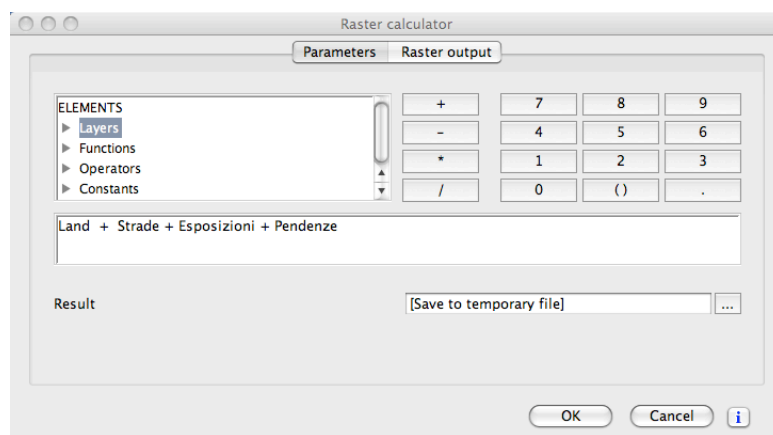 Raster calculator
Parameters Raster output
ELEMENTS
Layers
Functions
Operators
Constants
+ 7 8 9
- 4 5 6
* 1 2 3
/ 0 () .
Land + Strade + Esposizioni + Pendenze
Result [Save to temporary file] ...
OK Cancel i